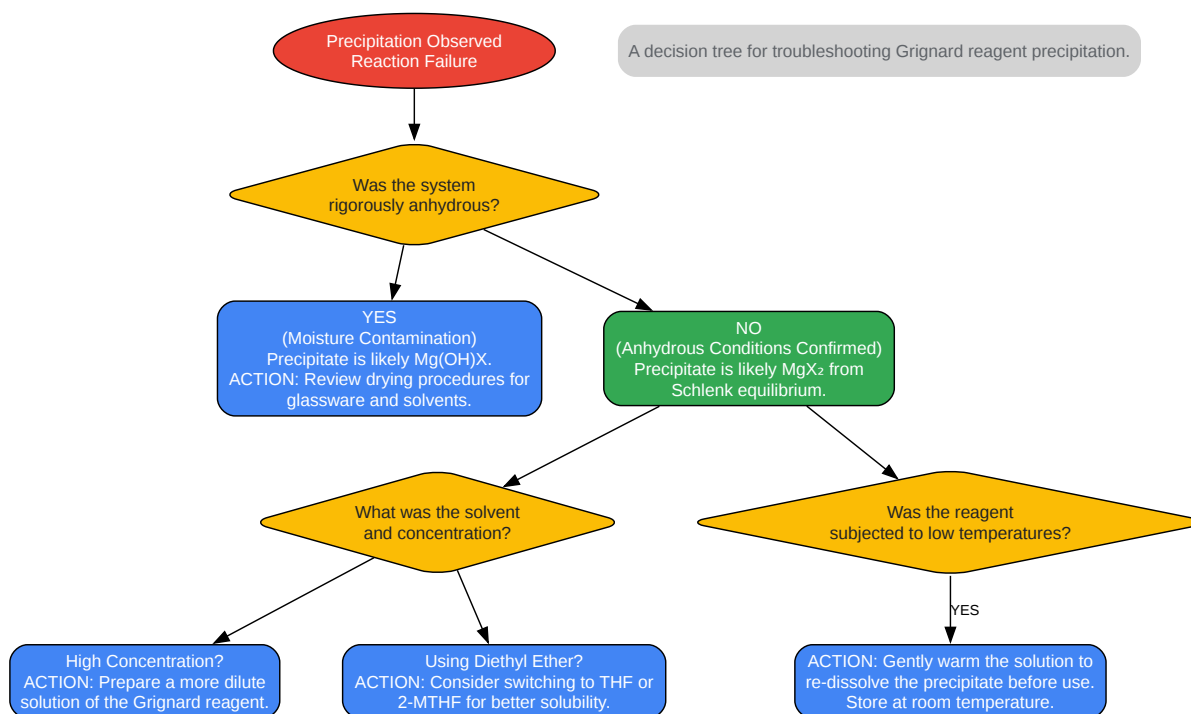 Precipitation Observed
Reaction Failure
A decision tree for troubleshooting Grignard reagent precipitation.
Was the system
rigorously anhydrous?
YES
(Moisture Contamination)
Precipitate is likely Mg(OH)X.
ACTION: Review drying procedures for
glassware and solvents.
NO
(Anhydrous Conditions Confirmed)
Precipitate is likely MgX₂ from
Schlenk equilibrium.
What was the solvent
and concentration?
Was the reagent
subjected to low temperatures?
YES
High Concentration?
ACTION: Prepare a more dilute
solution of the Grignard reagent.
Using Diethyl Ether?
ACTION: Consider switching to THF or
2-MTHF for better solubility.
ACTION: Gently warm the solution to
re-dissolve the precipitate before use.
Store at room temperature.